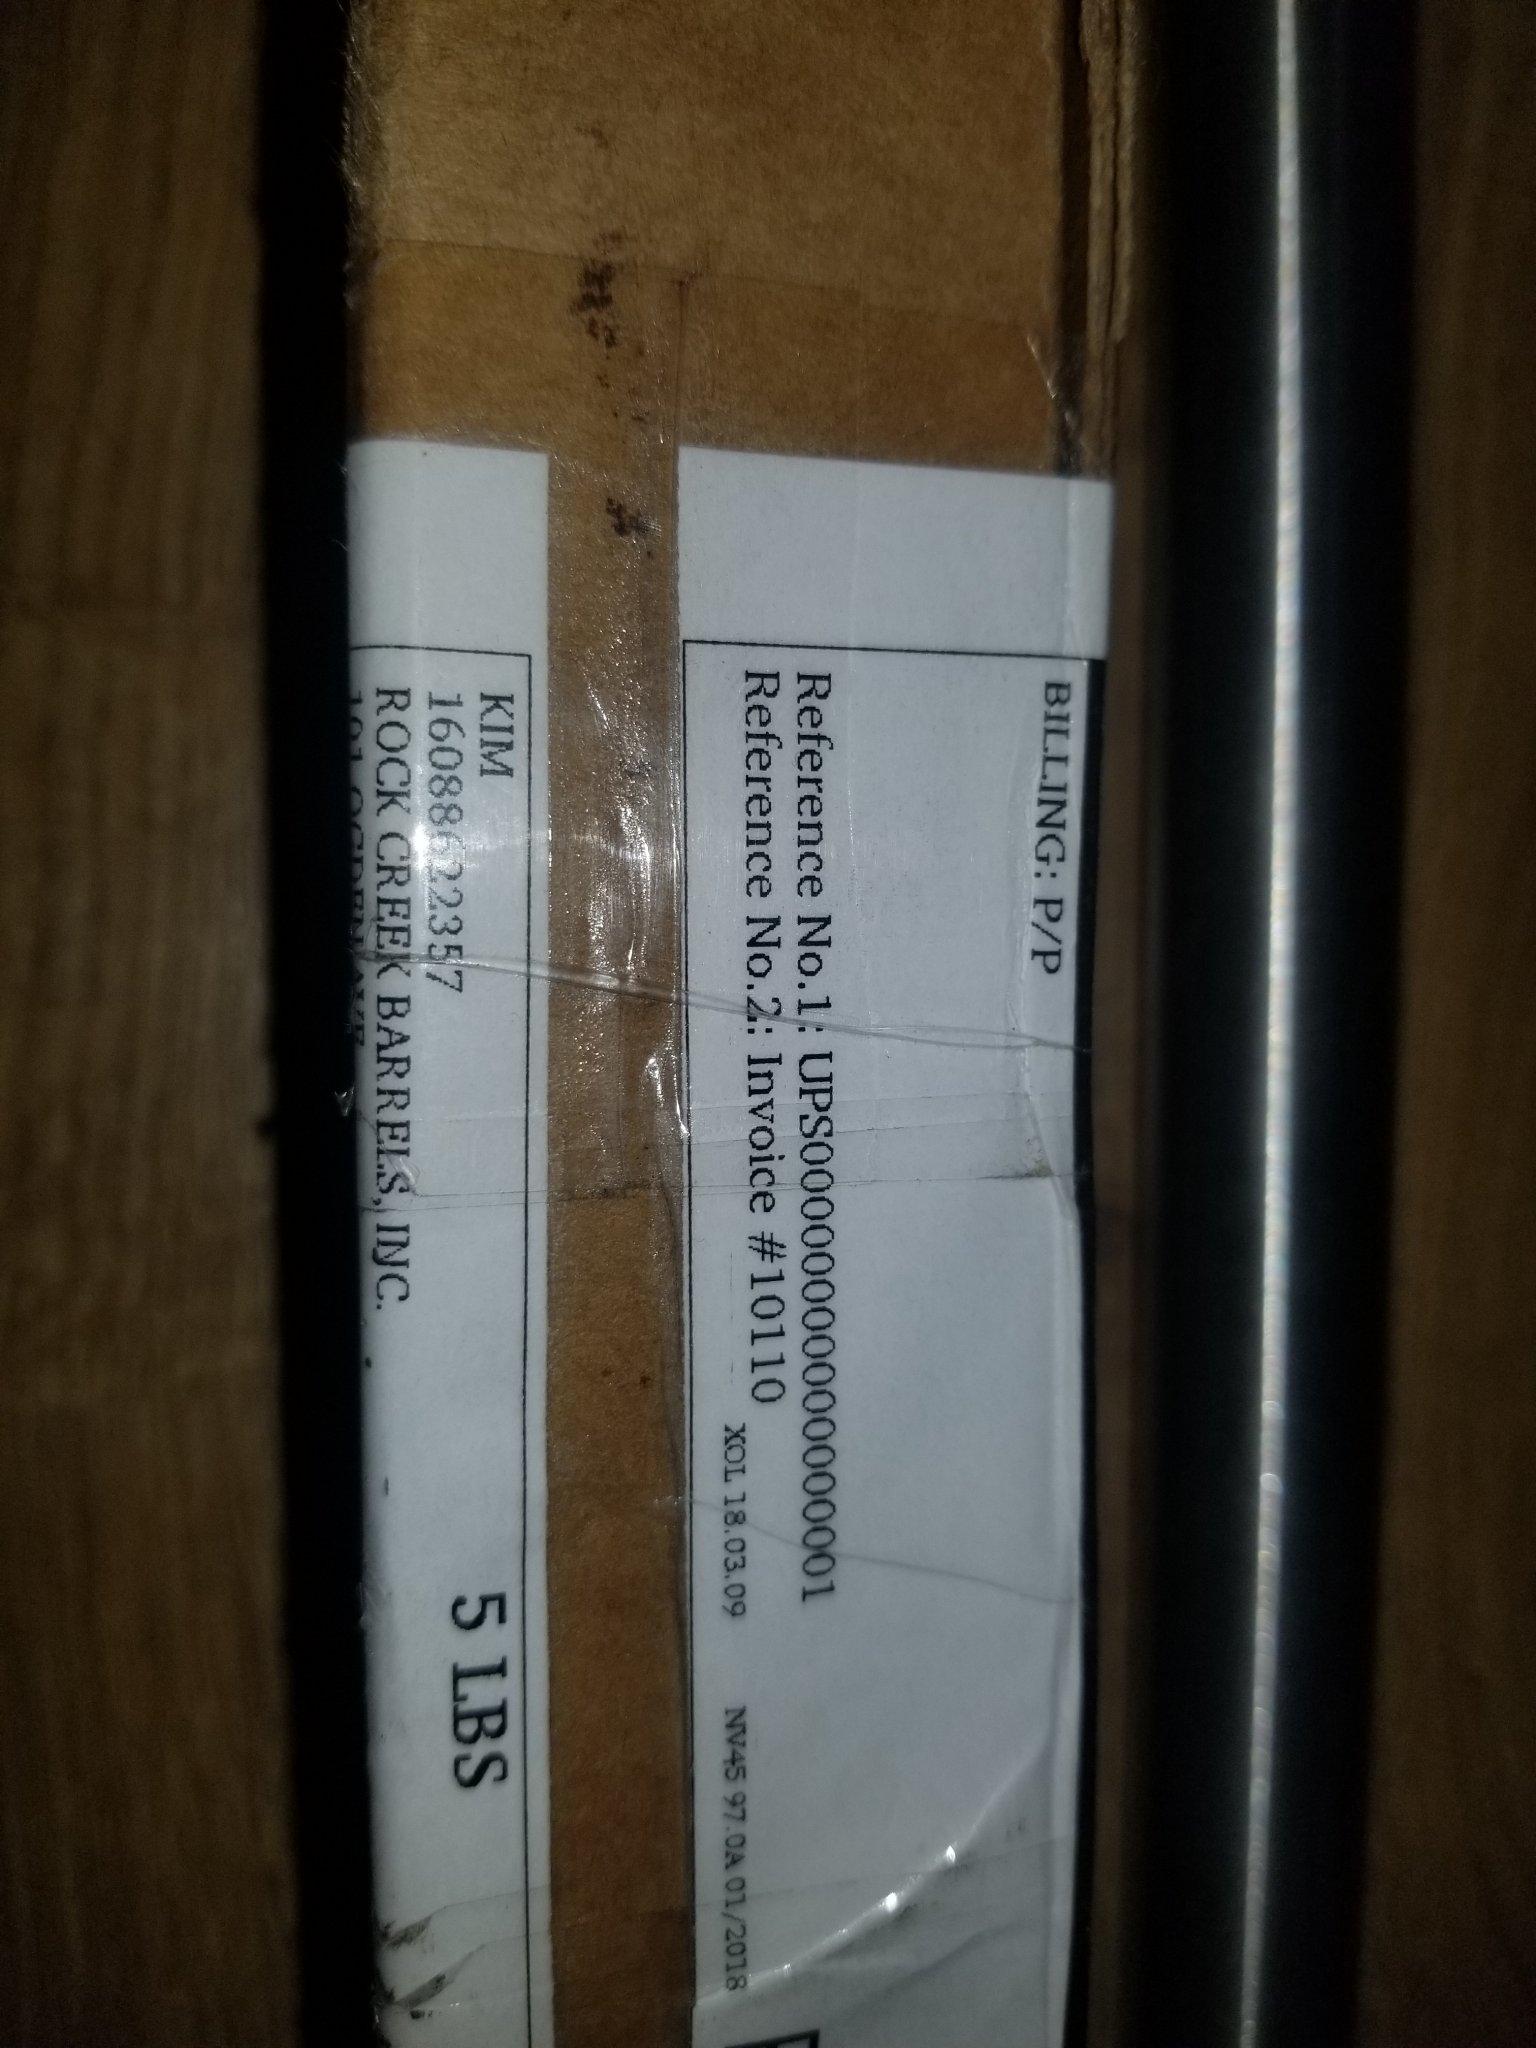 BILLING: P/P
Reference No.1:
Reference No.2: Invoice #10110
XOL 18.03.09 NV45 97.0A 01/2018
KIM 5 LBS
16088622357
ROCK CREEK BARRELS, INC.